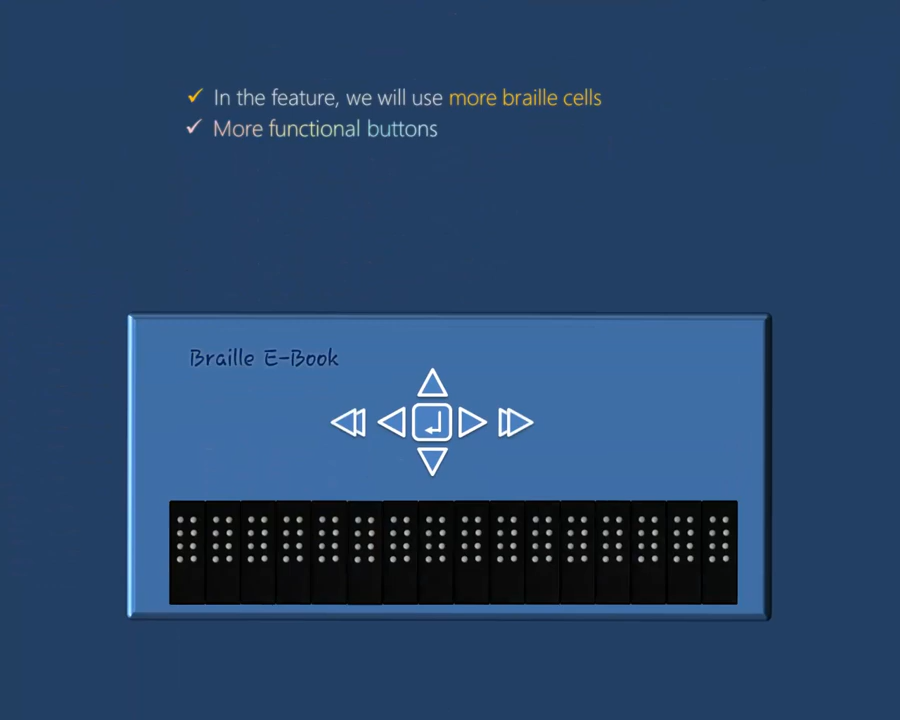 In the feature, we will use more braille cells
More functional buttons
Braille E-Book